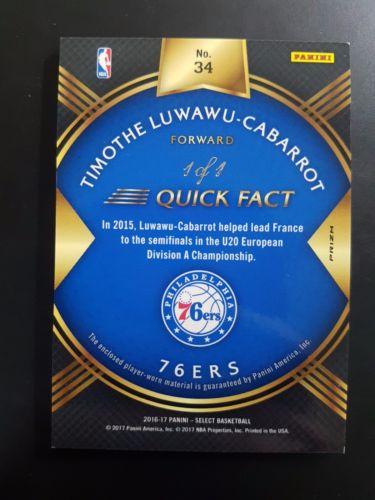 No.
34
PANINI
NBA
TIMOTHE LUWAWU-CABARROT
FORWARD
1 of 1
QUICK FACT
In 2015, Luwawu-Cabarrot helped lead France
to the semifinals in the U20 European
Division A Championship.
PRIZM
PHILADELPHIA
76ers
76ERS
The enclosed player-worn material is guaranteed by Panini America, Inc.
2016-17 PANINI – SELECT BASKETBALL
© 2017 Panini America, Inc. © 2017 NBA Properties, Inc. Printed in the USA.